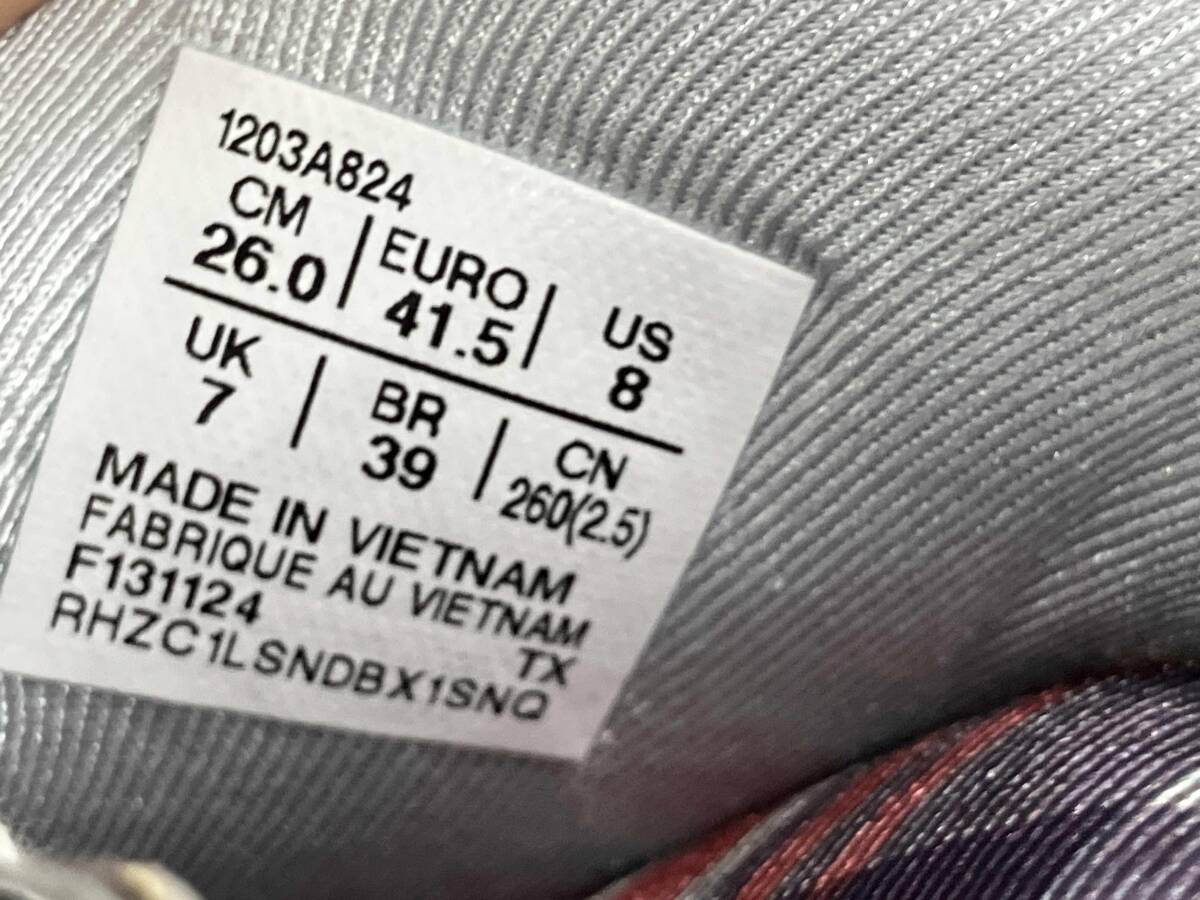 1203A824
CM | EURO | US
26.0 | 41.5 | 8
UK | BR | CN
7 | 39 | 260(2.5)
MADE IN VIETNAM
FABRIQUE AU VIETNAM
F131124 TX
RHZC1LSNDBX1SNQ